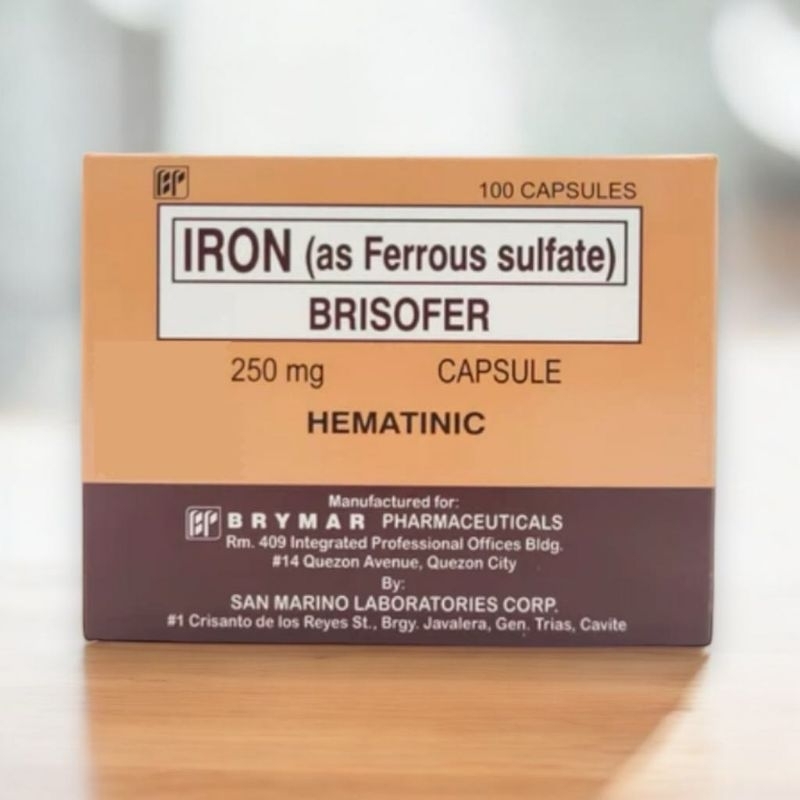 BP 100 CAPSULES
IRON (as Ferrous sulfate)
BRISOFER
250 mg CAPSULE
HEMATINIC
Manufactured for:
BP BRYMAR PHARMACEUTICALS
Rm. 409 Integrated Professional Offices Bldg.
#14 Quezon Avenue, Quezon City
By:
SAN MARINO LABORATORIES CORP.
#1 Crisanto de los Reyes St., Brgy. Javalera, Gen. Trias, Cavite